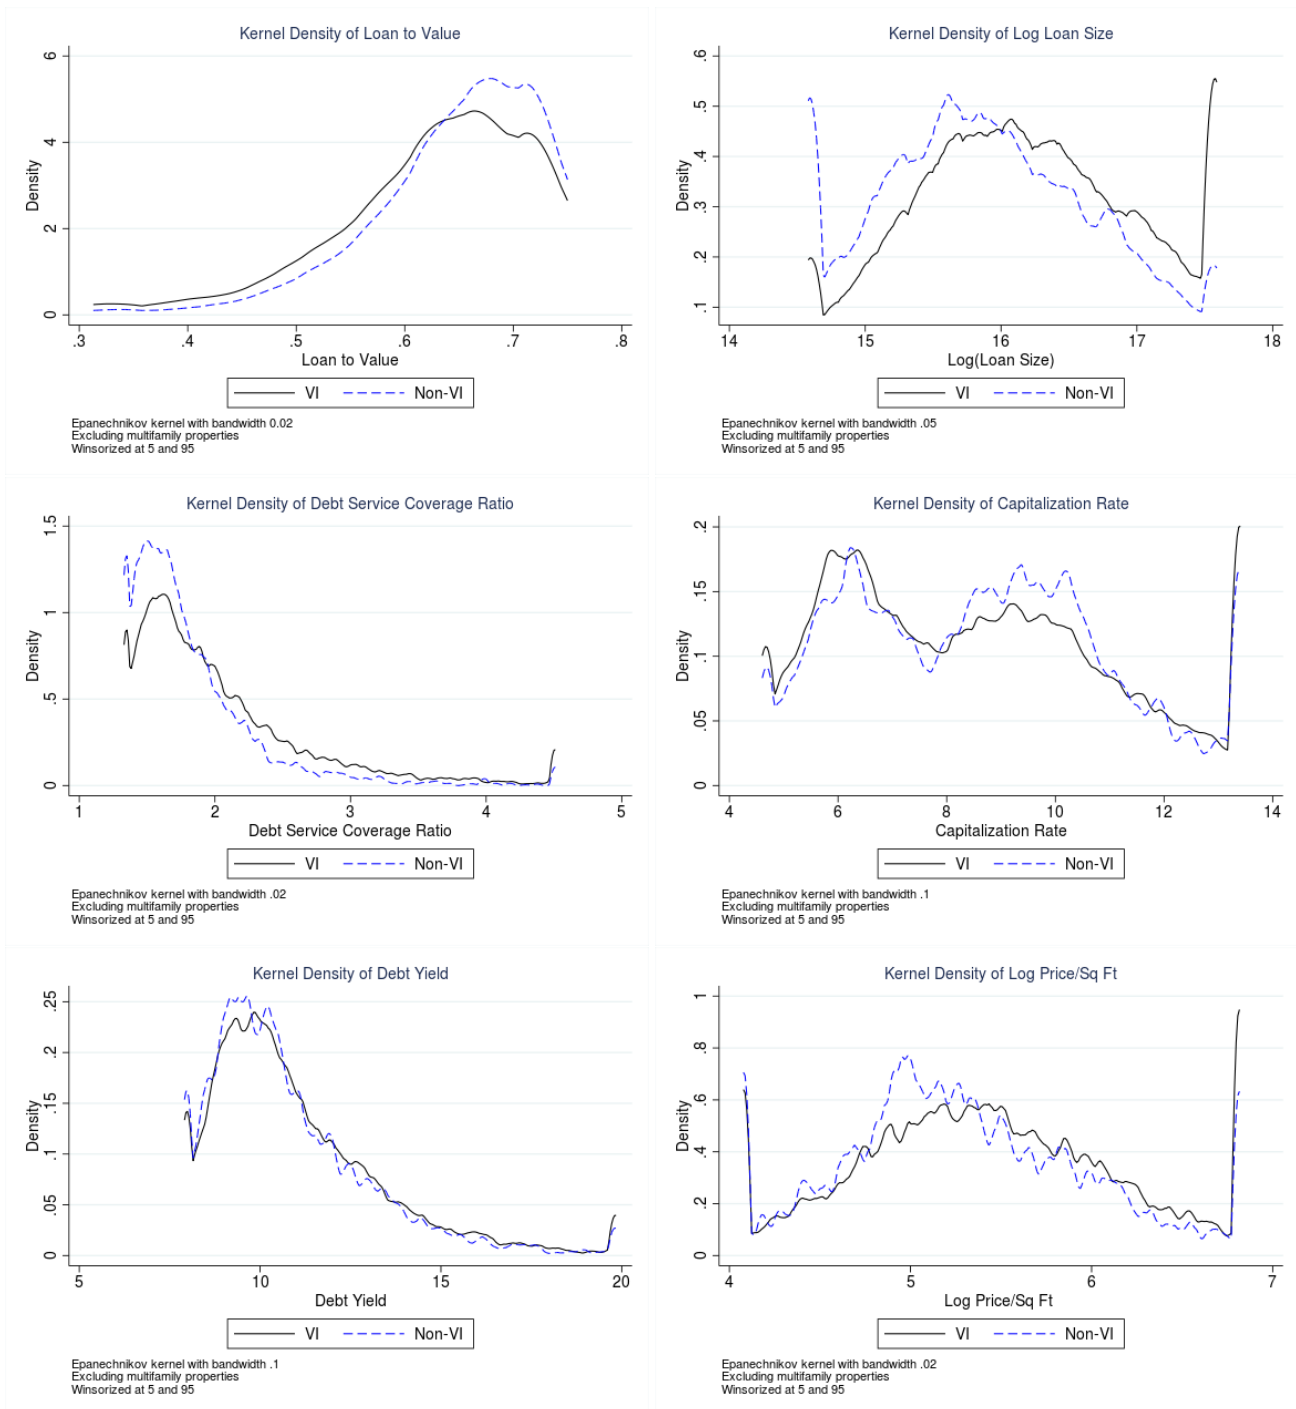 Kernel Density of Loan to Value
Density
0
2
4
6
.3
.4
.5
.6
.7
.8
Loan to Value
VI
Non-VI
Epanechnikov kernel with bandwidth 0.02
Excluding multifamily properties
Winsorized at 5 and 95
Kernel Density of Log Loan Size
Density
.1
.2
.3
.4
.5
.6
14
15
16
17
18
Log(Loan Size)
VI
Non-VI
Epanechnikov kernel with bandwidth .05
Excluding multifamily properties
Winsorized at 5 and 95
Kernel Density of Debt Service Coverage Ratio
Density
0
.5
1
1.5
1
2
3
4
5
Debt Service Coverage Ratio
VI
Non-VI
Epanechnikov kernel with bandwidth .02
Excluding multifamily properties
Winsorized at 5 and 95
Kernel Density of Capitalization Rate
Density
0
.05
.1
.15
.2
4
6
8
10
12
14
Capitalization Rate
VI
Non-VI
Epanechnikov kernel with bandwidth .1
Excluding multifamily properties
Winsorized at 5 and 95
Kernel Density of Debt Yield
Density
0
.05
.1
.15
.2
.25
5
10
15
20
Debt Yield
VI
Non-VI
Epanechnikov kernel with bandwidth .1
Excluding multifamily properties
Winsorized at 5 and 95
Kernel Density of Log Price/Sq Ft
Density
0
.2
.4
.6
.8
1
4
5
6
7
Log Price/Sq Ft
VI
Non-VI
Epanechnikov kernel with bandwidth .02
Excluding multifamily properties
Winsorized at 5 and 95